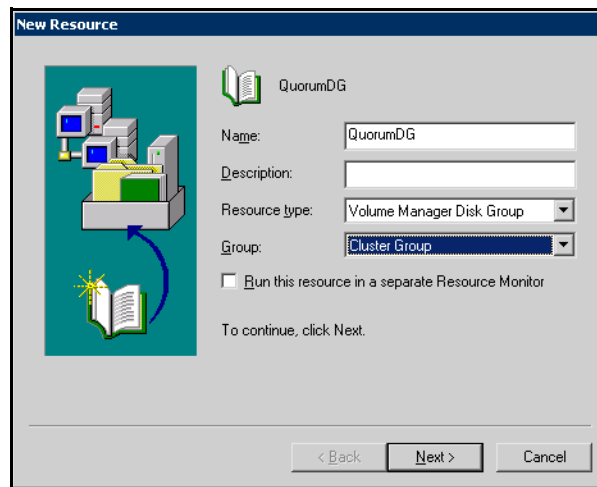 New Resource
QuorumDG
Name: QuorumDG
Description:
Resource type: Volume Manager Disk Group
Group: Cluster Group
Run this resource in a separate Resource Monitor
To continue, click Next.
< Back Next > Cancel